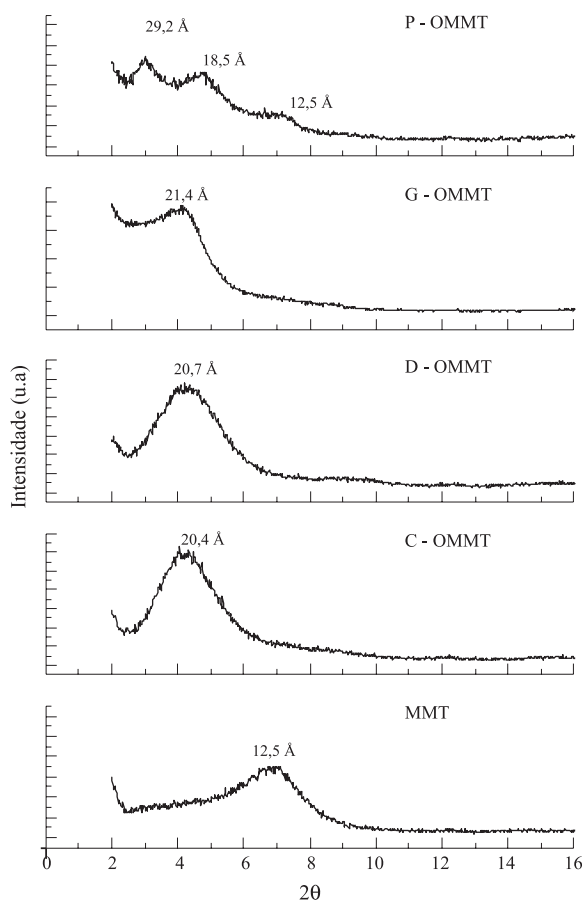 P - OMMT
29,2 Å
18,5 Å
12,5 Å
G - OMMT
21,4 Å
D - OMMT
20,7 Å
C - OMMT
20,4 Å
MMT
12,5 Å
Intensidade (u.a)
0 2 4 6 8 10 12 14 16
2θ